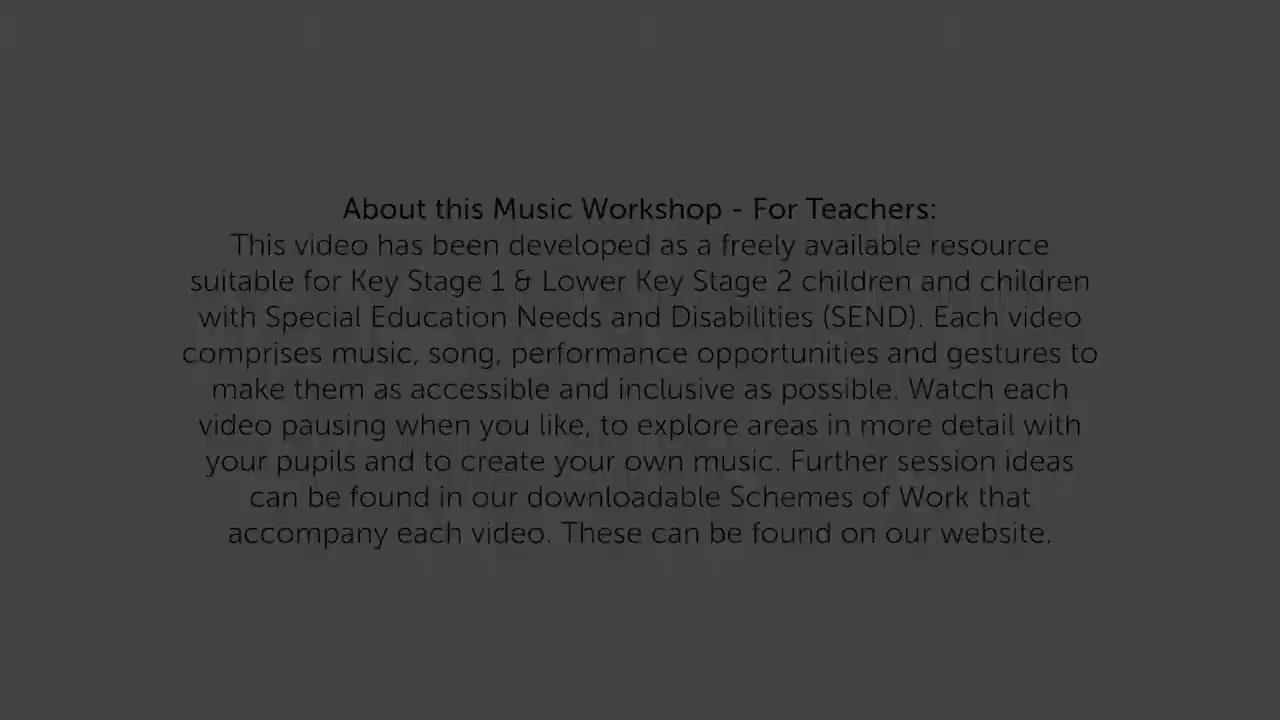 About this Music Workshop - For Teachers:
This video has been developed as a freely available resource
suitable for Key Stage 1 & Lower Key Stage 2 children and children
with Special Education Needs and Disabilities (SEND). Each video
comprises music, song, performance opportunities and gestures to
make them as accessible and inclusive as possible. Watch each
video pausing when you like, to explore areas in more detail with
your pupils and to create your own music. Further session ideas
can be found in our downloadable Schemes of Work that
accompany each video. These can be found on our website.